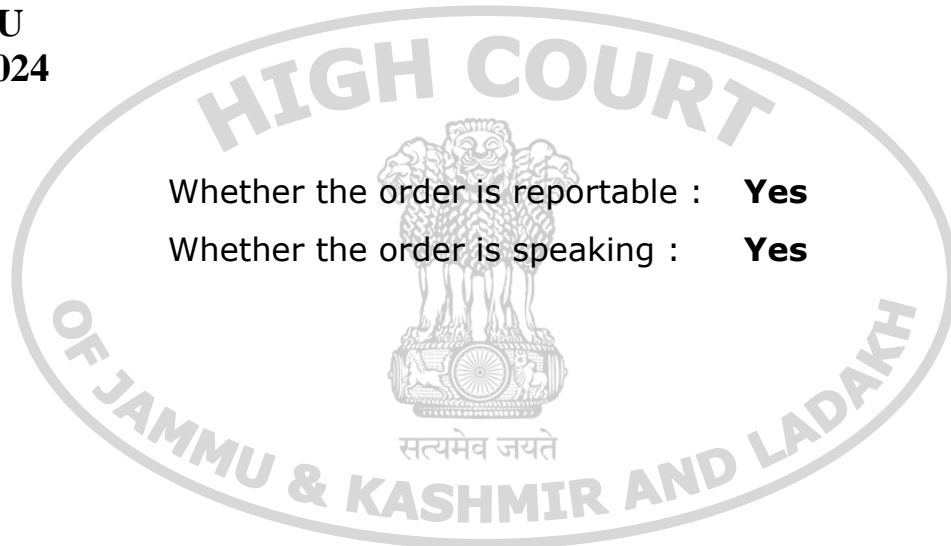 U
024
HIGH COURT
Whether the order is reportable : Yes
Whether the order is speaking : Yes
सत्यमेव जयते
OF JAMMU & KASHMIR AND LADAKH